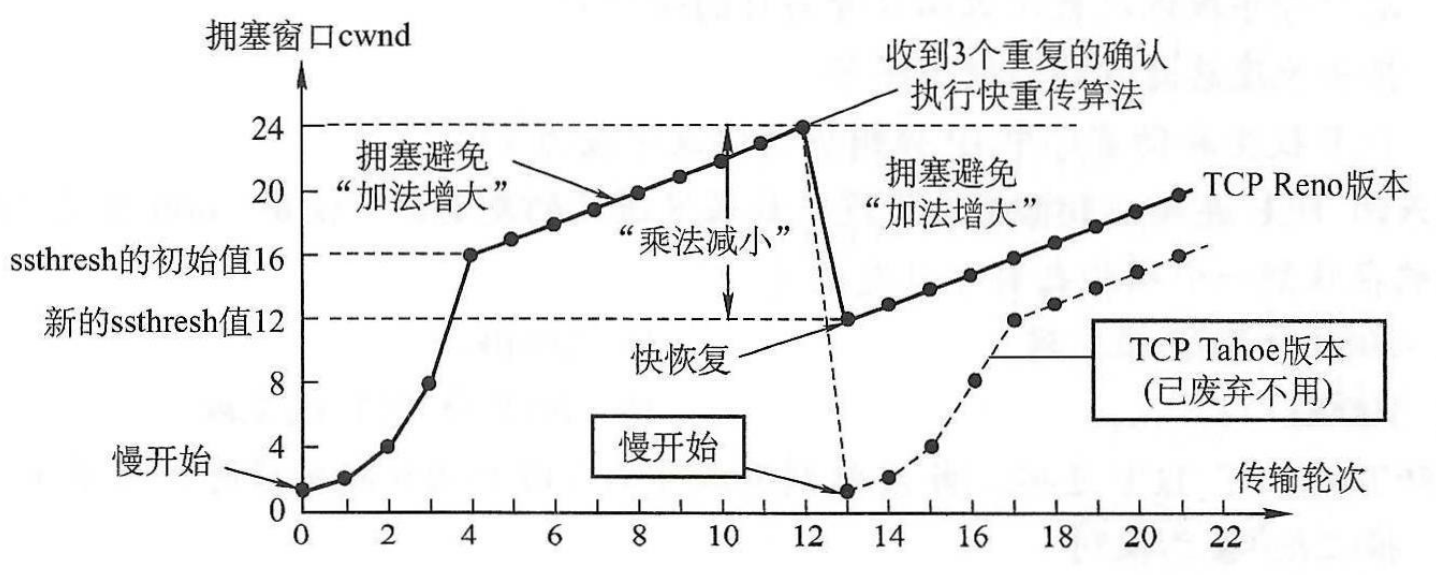 拥塞窗口cwnd
收到3个重复的确认
执行快重传算法
24
拥塞避免
“加法增大”
拥塞避免
“加法增大”
20
TCP Reno版本
“乘法减小”
ssthresh的初始值16
新的ssthresh值12
快恢复
TCP Tahoe版本
(已废弃不用)
8
慢开始
4
慢开始
传输轮次
0
0 2 4 6 8 10 12 14 16 18 20 22